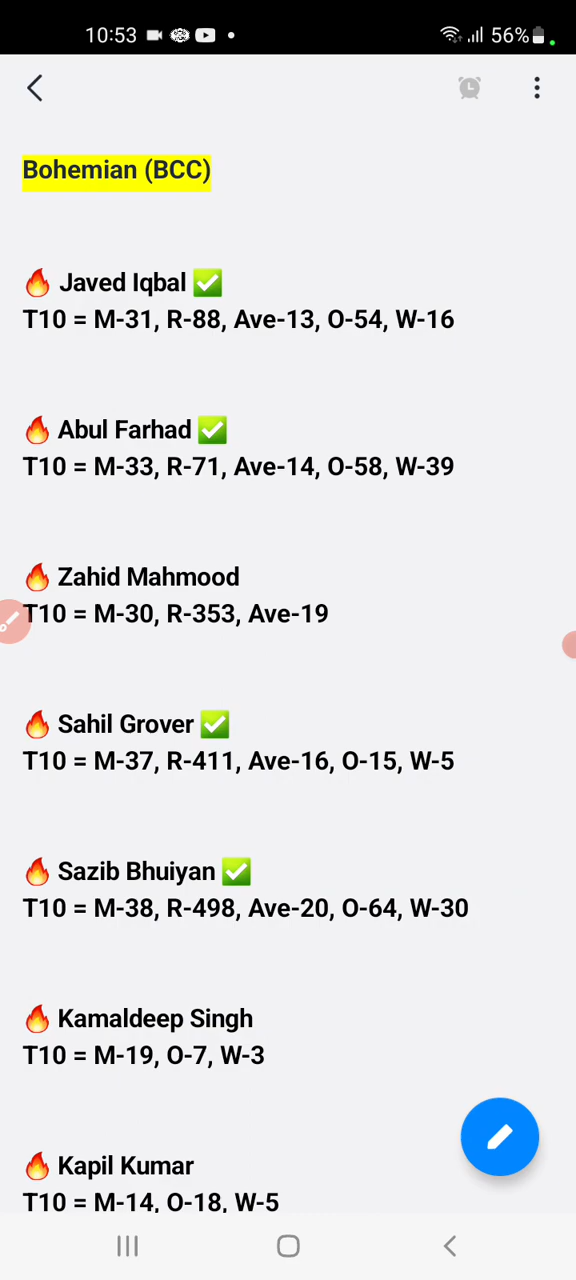 10:53 56%
Bohemian (BCC)
🔥 Javed Iqbal ✅
T10 = M-31, R-88, Ave-13, O-54, W-16
🔥 Abul Farhad ✅
T10 = M-33, R-71, Ave-14, O-58, W-39
🔥 Zahid Mahmood
T10 = M-30, R-353, Ave-19
🔥 Sahil Grover ✅
T10 = M-37, R-411, Ave-16, O-15, W-5
🔥 Sazib Bhuiyan ✅
T10 = M-38, R-498, Ave-20, O-64, W-30
🔥 Kamaldeep Singh
T10 = M-19, O-7, W-3
🔥 Kapil Kumar
T10 = M-14, O-18, W-5